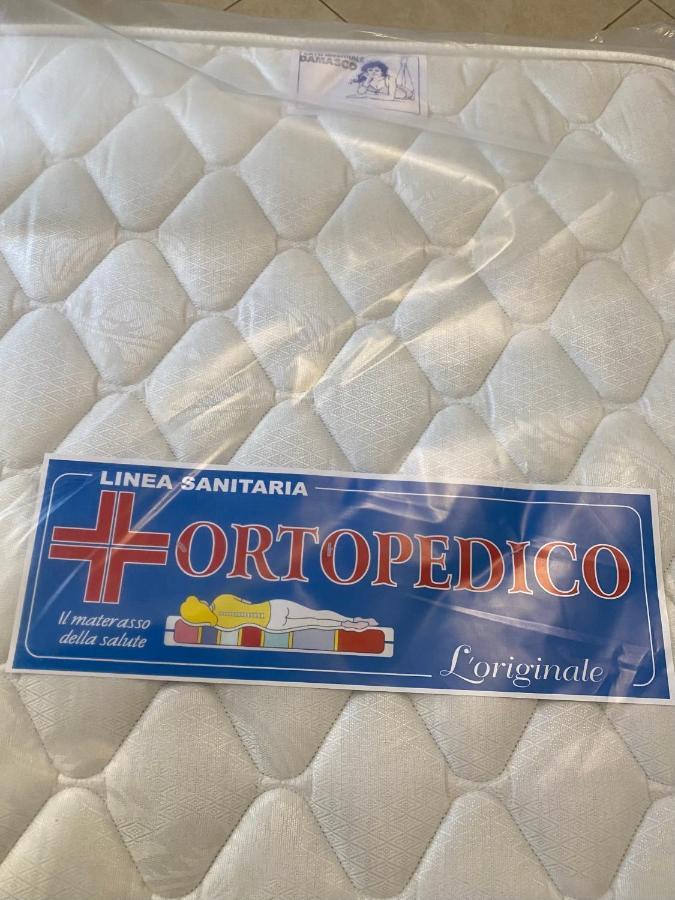 DAMASCO
LINEA SANITARIA
ORTOPEDICO
Il materasso
della salute
L'originale